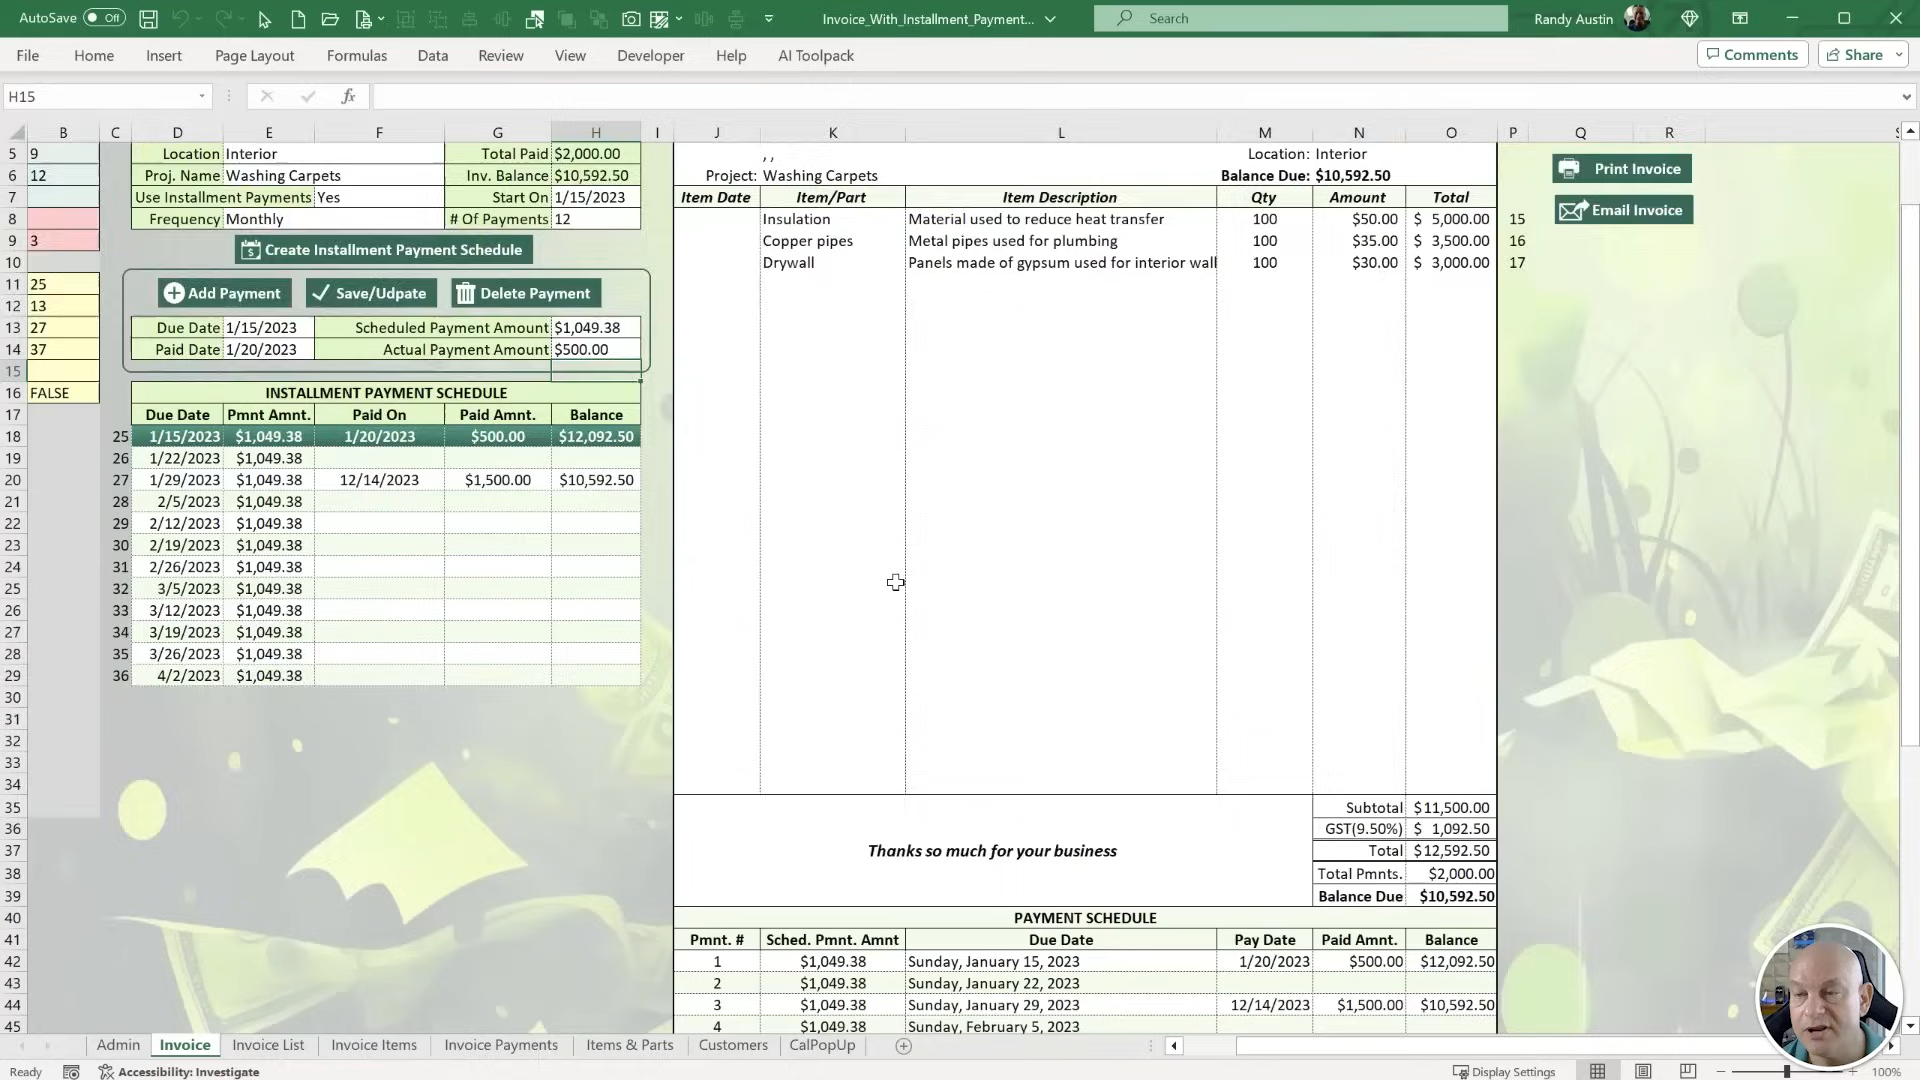 AutoSave Off Invoice_With_Installment_Payment... Search Randy Austin
File Home Insert Page Layout Formulas Data Review View Developer Help AI Toolpack Comments Share
H15 fx
B C D E F G H I J K L M N O P Q R
5 9 Location Interior Total Paid $2,000.00 , , Location: Interior Print Invoice
6 12 Proj. Name Washing Carpets Inv. Balance $10,592.50 Project: Washing Carpets Balance Due: $10,592.50
7 Use Installment Payments Yes Start On 1/15/2023 Item Date Item/Part Item Description Qty Amount Total
8 Frequency Monthly # Of Payments 12 Insulation Material used to reduce heat transfer 100 $50.00 $ 5,000.00 15 Email Invoice
9 3 Create Installment Payment Schedule Copper pipes Metal pipes used for plumbing 100 $35.00 $ 3,500.00 16
10 Drywall Panels made of gypsum used for interior wall 100 $30.00 $ 3,000.00 17
11 25 Add Payment Save/Udpate Delete Payment
12 13
13 27 Due Date 1/15/2023 Scheduled Payment Amount $1,049.38
14 37 Paid Date 1/20/2023 Actual Payment Amount $500.00
15
16 FALSE INSTALLMENT PAYMENT SCHEDULE
17 Due Date Pmnt Amnt. Paid On Paid Amnt. Balance
18 25 1/15/2023 $1,049.38 1/20/2023 $500.00 $12,092.50
19 26 1/22/2023 $1,049.38
20 27 1/29/2023 $1,049.38 12/14/2023 $1,500.00 $10,592.50
21 28 2/5/2023 $1,049.38
22 29 2/12/2023 $1,049.38
23 30 2/19/2023 $1,049.38
24 31 2/26/2023 $1,049.38
25 32 3/5/2023 $1,049.38
26 33 3/12/2023 $1,049.38
27 34 3/19/2023 $1,049.38
28 35 3/26/2023 $1,049.38
29 36 4/2/2023 $1,049.38
30
31
32
33
34
35 Subtotal $11,500.00
36 GST(9.50%) $ 1,092.50
37 Thanks so much for your business Total $12,592.50
38 Total Pmnts. $2,000.00
39 Balance Due $10,592.50
40 PAYMENT SCHEDULE
41 Pmnt. # Sched. Pmnt. Amnt Due Date Pay Date Paid Amnt. Balance
42 1 $1,049.38 Sunday, January 15, 2023 1/20/2023 $500.00 $12,092.50
43 2 $1,049.38 Sunday, January 22, 2023
44 3 $1,049.38 Sunday, January 29, 2023 12/14/2023 $1,500.00 $10,592.50
45 4 $1,049.38 Sunday, February 5, 2023
Admin Invoice Invoice List Invoice Items Invoice Payments Items & Parts Customers CalPopUp
Ready Accessibility: Investigate Display Settings 100%